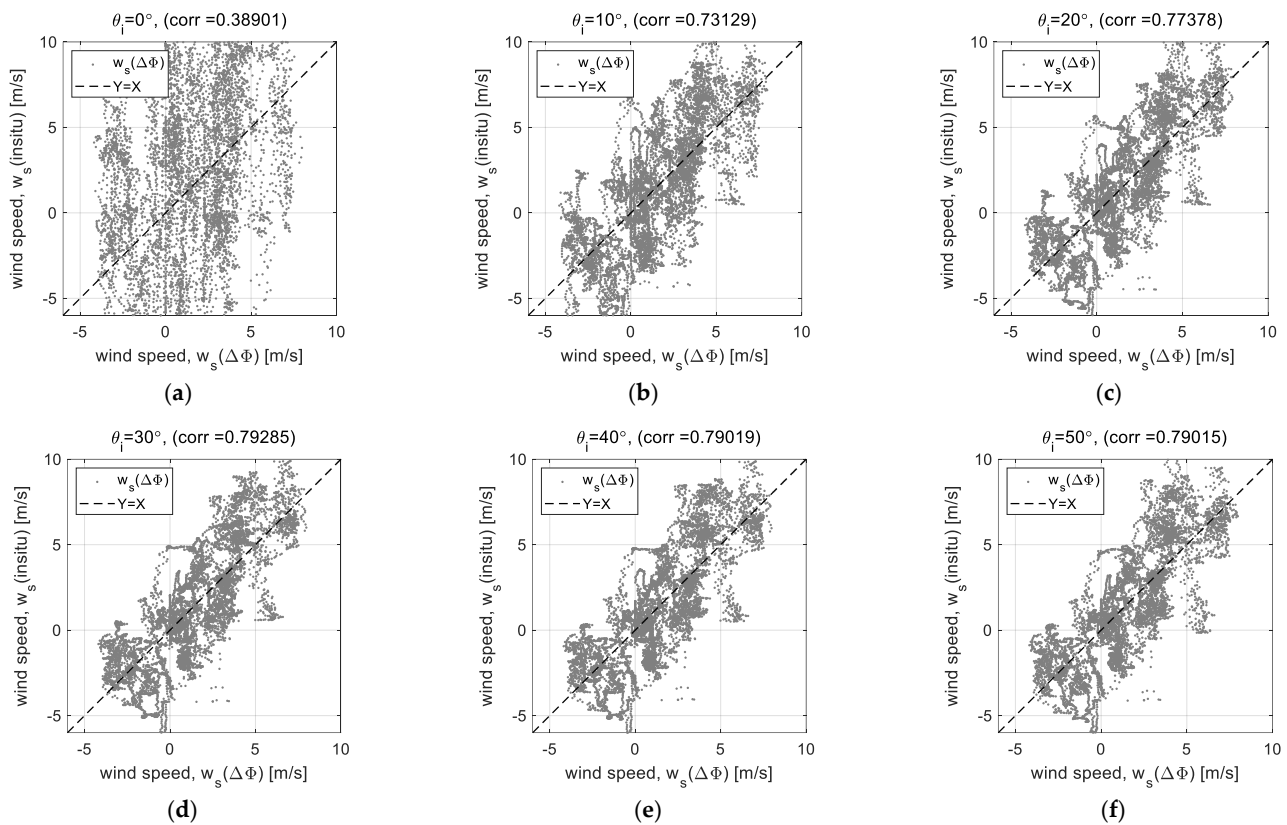 θi=0°, (corr =0.38901)
10
5
0
-5
wind speed, ws(insitu) [m/s]
ws(ΔΦ)
Y=X
-5 0 5 10
wind speed, ws(ΔΦ) [m/s]
(a)
θi=10°, (corr =0.73129)
10
5
0
-5
wind speed, ws(insitu) [m/s]
ws(ΔΦ)
Y=X
-5 0 5 10
wind speed, ws(ΔΦ) [m/s]
(b)
θi=20°, (corr =0.77378)
10
5
0
-5
wind speed, ws(insitu) [m/s]
ws(ΔΦ)
Y=X
-5 0 5 10
wind speed, ws(ΔΦ) [m/s]
(c)
θi=30°, (corr =0.79285)
10
5
0
-5
wind speed, ws(insitu) [m/s]
ws(ΔΦ)
Y=X
-5 0 5 10
wind speed, ws(ΔΦ) [m/s]
(d)
θi=40°, (corr =0.79019)
10
5
0
-5
wind speed, ws(insitu) [m/s]
ws(ΔΦ)
Y=X
-5 0 5 10
wind speed, ws(ΔΦ) [m/s]
(e)
θi=50°, (corr =0.79015)
10
5
0
-5
wind speed, ws(insitu) [m/s]
ws(ΔΦ)
Y=X
-5 0 5 10
wind speed, ws(ΔΦ) [m/s]
(f)